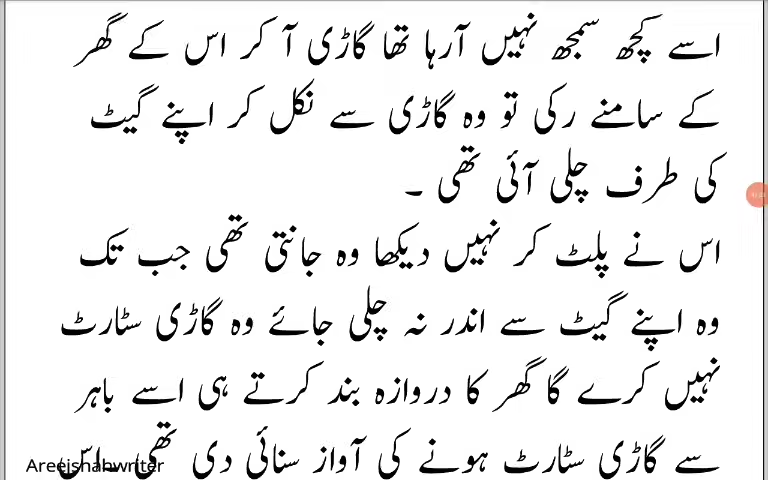 اسے کچھ سمجھ نہیں آرہا تھا گاڑی آ کر اس کے گھر
کے سامنے رکی تو وہ گاڑی سے نکل کر اپنے گیٹ
کی طرف چلی آئی تھی ۔
اس نے پلٹ کر نہیں دیکھا وہ جانتی تھی جب تک
وہ اپنے گیٹ سے اندر نہ چلی جائے وہ گاڑی سٹارٹ
نہیں کرے گا گھر کا دروازہ بند کرتے ہی اسے باہر
سے گاڑی سٹارٹ ہونے کی آواز سنائی دی تھی ۔اس
Areejshahwriter